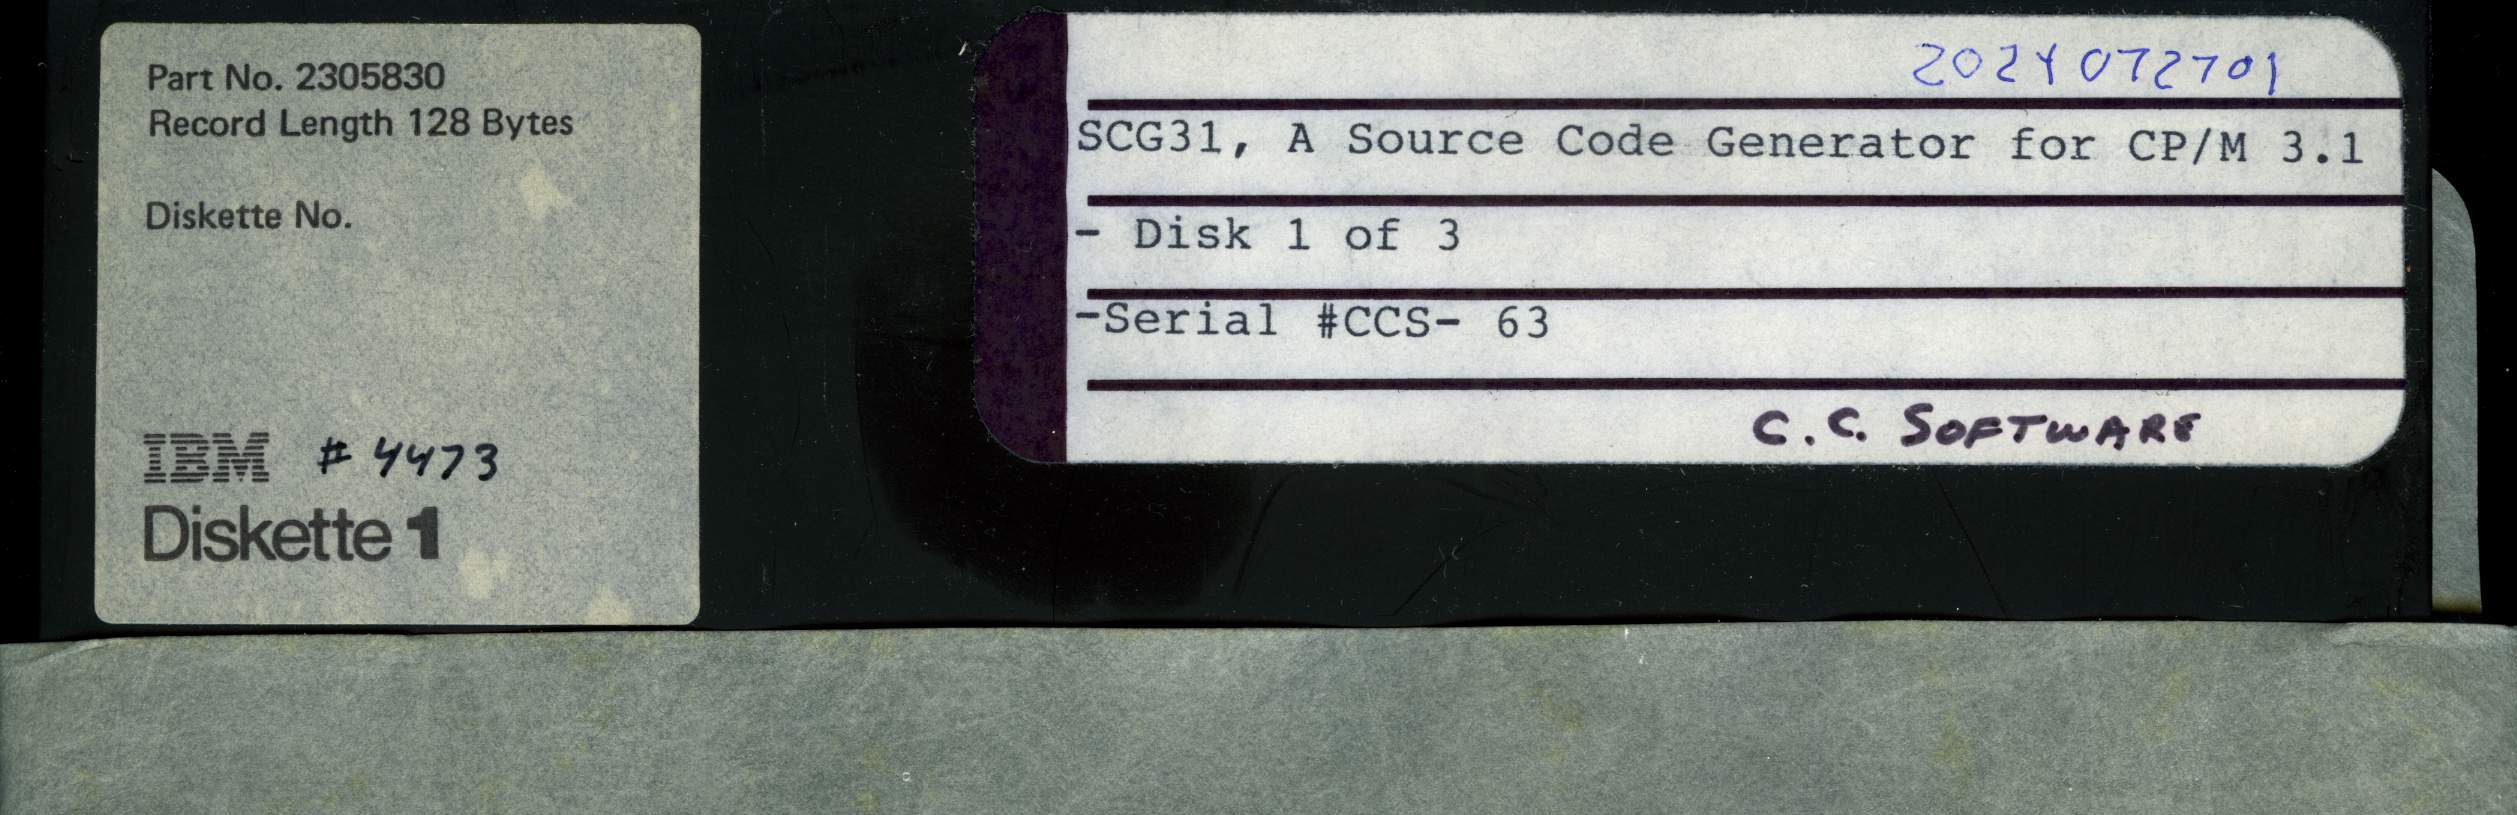 Part No. 2305830
Record Length 128 Bytes
Diskette No.
IBM # 4473
Diskette 1
2024072701
SCG31, A Source Code Generator for CP/M 3.1
- Disk 1 of 3
-Serial #CCS- 63
C.C. SOFTWARE